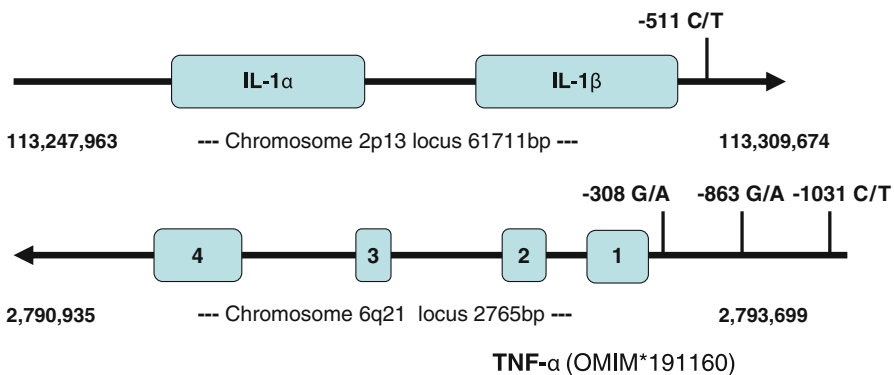 -511 C/T
IL-1α IL-1β
113,247,963 --- Chromosome 2p13 locus 61711bp --- 113,309,674
-308 G/A -863 G/A -1031 C/T
4 3 2 1
2,790,935 --- Chromosome 6q21 locus 2765bp --- 2,793,699
TNF-α (OMIM*191160)